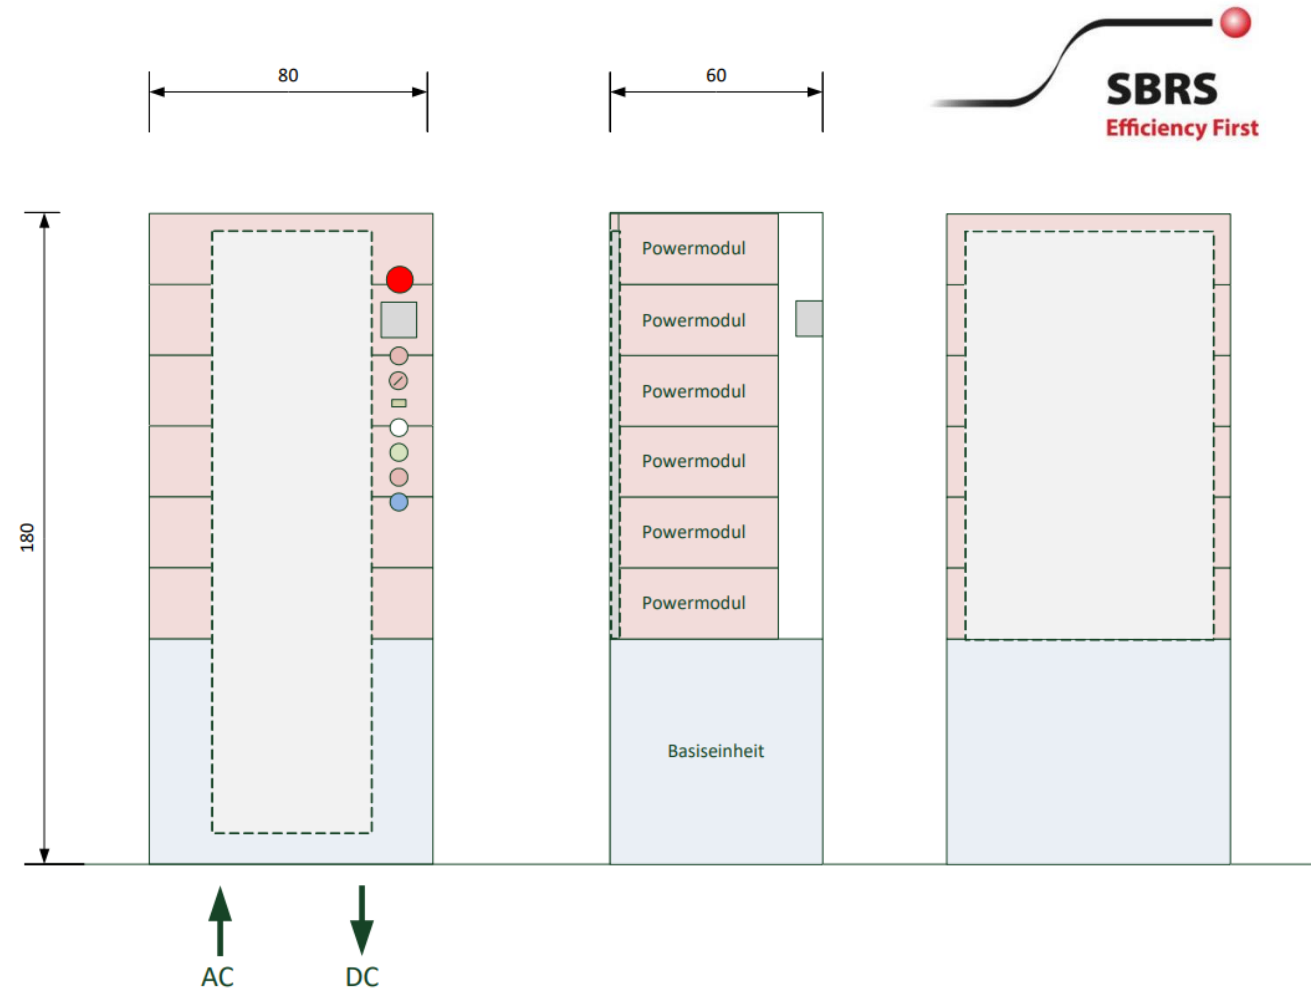 80
60
SBRS
Efficiency First
Powermodul
Powermodul
Powermodul
Powermodul
180
Powermodul
Powermodul
Basiseinheit
AC
DC